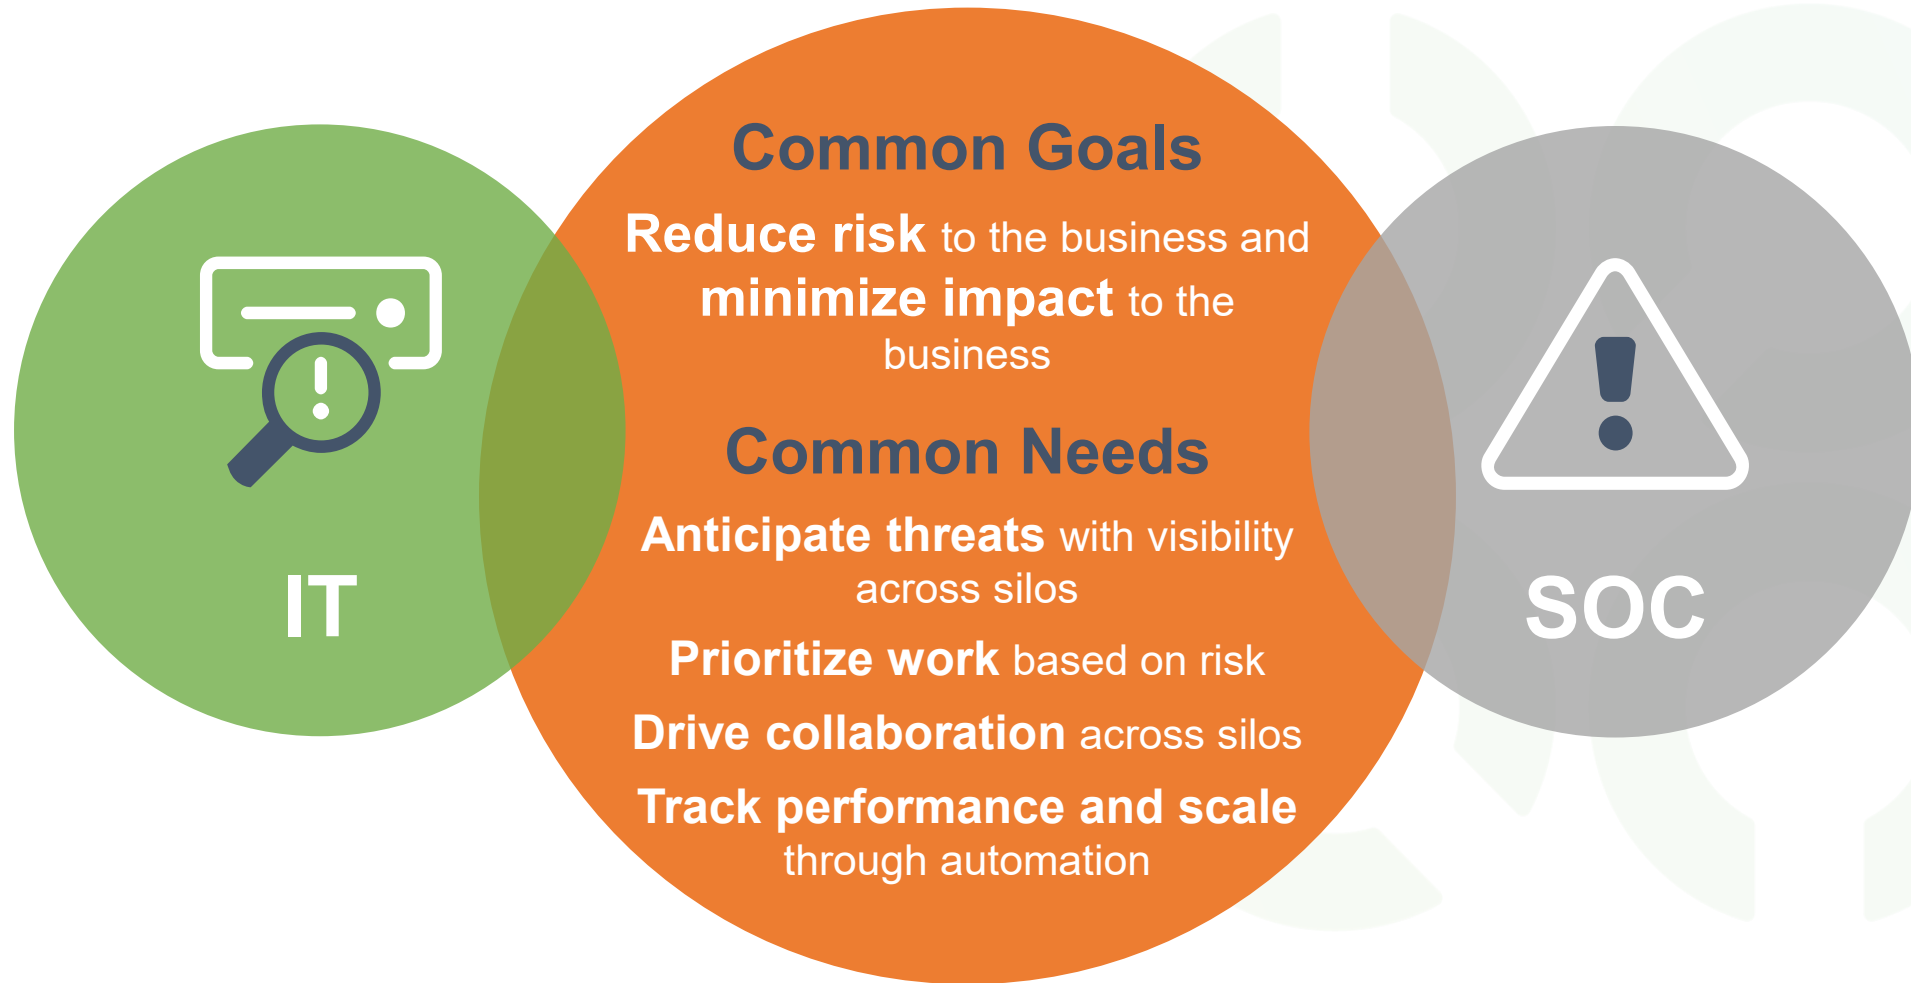 Common Goals
Reduce risk to the business and
minimize impact to the
business
Common Needs
Anticipate threats with visibility
across silos
Prioritize work based on risk
Drive collaboration across silos
Track performance and scale
through automation
IT
SOC